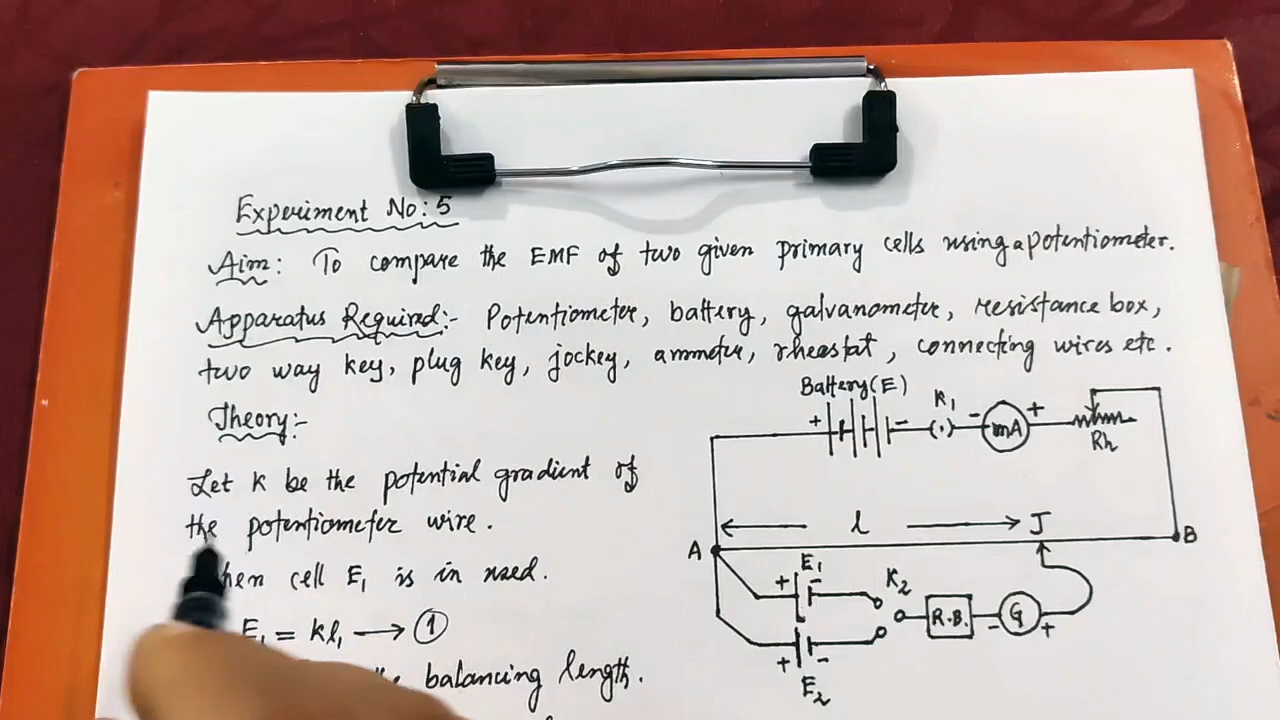 Experiment No: 5
Aim: To compare the EMF of two given primary cells using a potentiometer.
Apparatus Required:- Potentiometer, battery, galvanometer, resistance box,
two way key, plug key, jockey, ammeter, rheostat, connecting wires etc.
Theory:-
Let K be the potential gradient of
the potentiometer wire.
hen cell E1 is in used.
E1 = Kl1 → ①
balancing length.
Battery(E)
+ - K1 - mA +
Rh
l J
A B
+ E1 - K2
R.B. - G +
+ -
E2